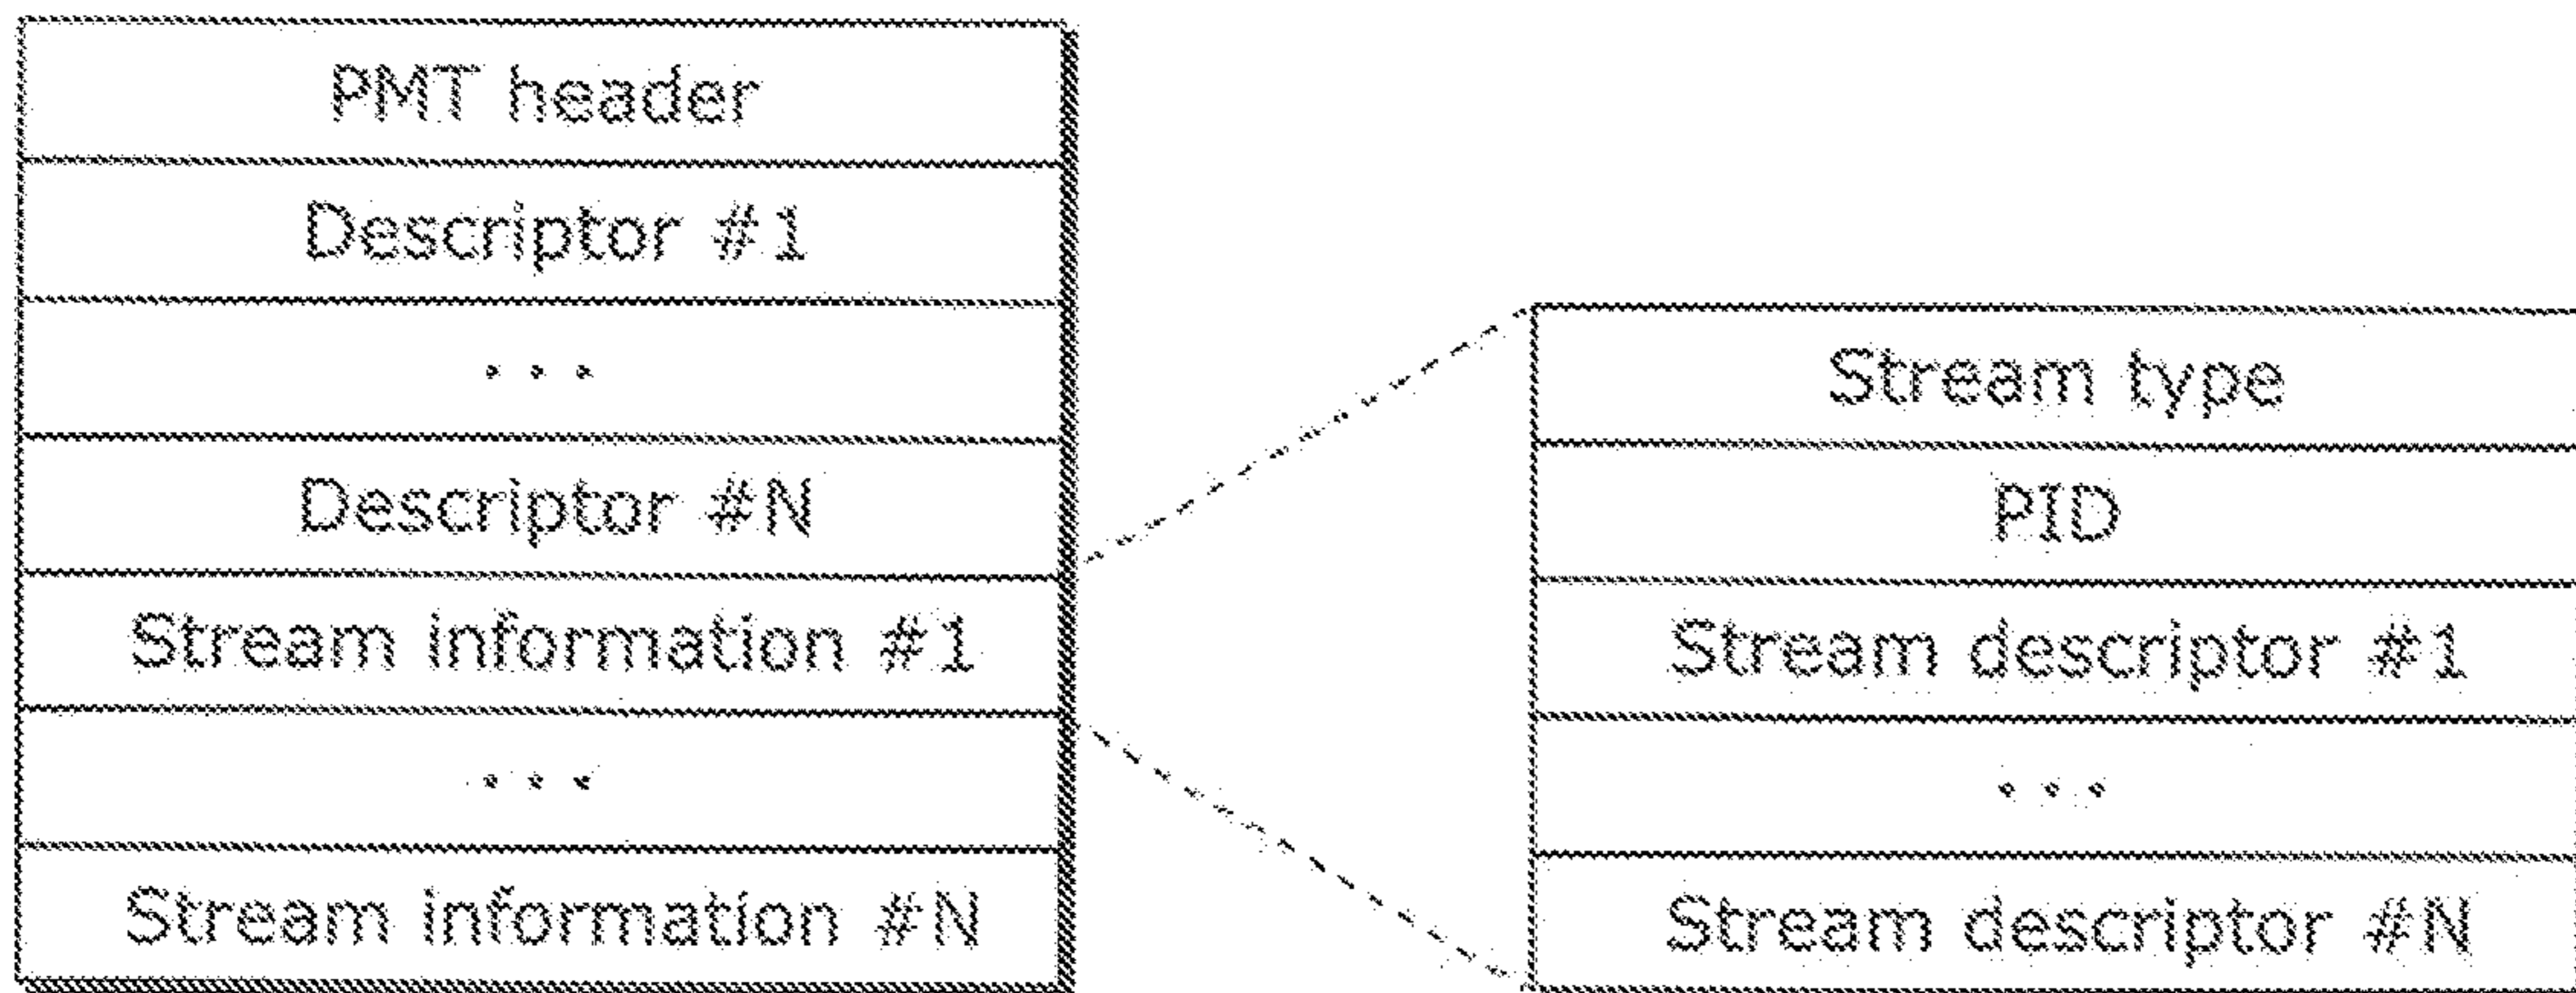 PMT header
Descriptor #1
...
Descriptor #N
Stream information #1
...
Stream information #N
Stream type
PID
Stream descriptor #1
...
Stream descriptor #N